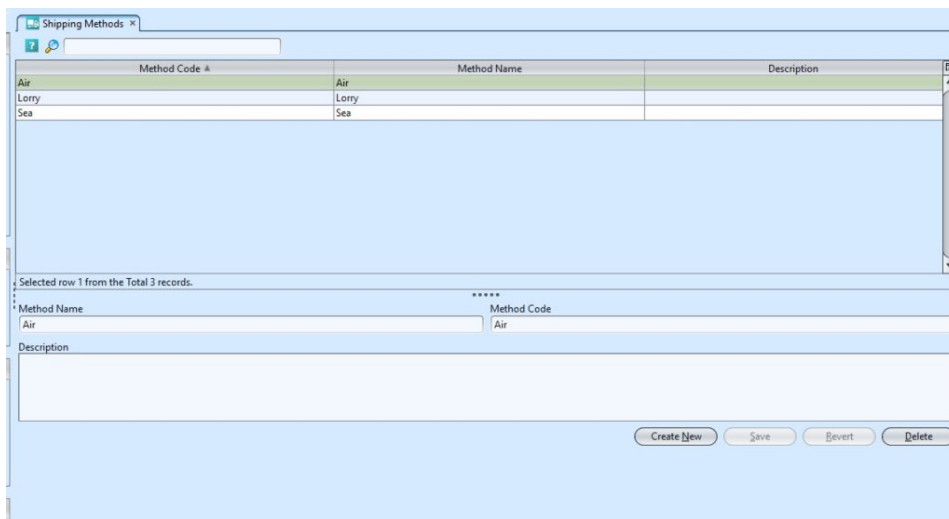 Shipping Methods ×
?
Method Code Method Name Description
Air Air
Lorry Lorry
Sea Sea
Selected row 1 from the Total 3 records.
Method Name Method Code
Air Air
Description
Create New Save Revert Delete